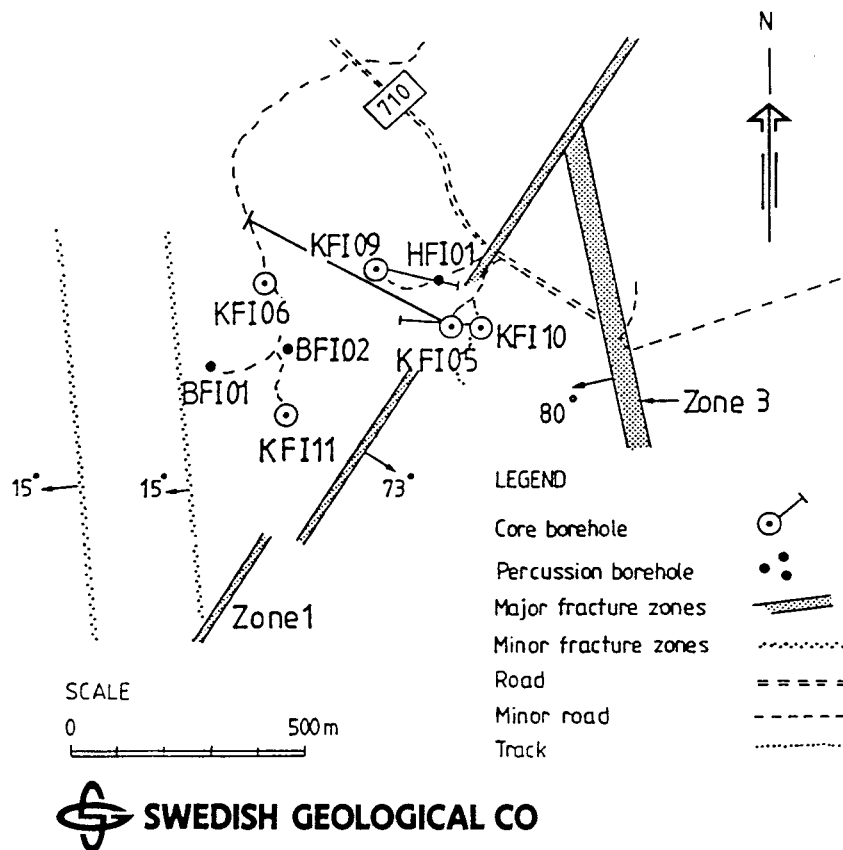 N
710
KFI09
HFI01
KFI06
KFI10
KFI05
BFI02
BFI01
80°
Zone 3
KFI11
15°
15°
73°
LEGEND
Core borehole
Percussion borehole
Major fracture zones
Zone1
Minor fracture zones
Road
Minor road
Track
SCALE
0 500m
SWEDISH GEOLOGICAL CO